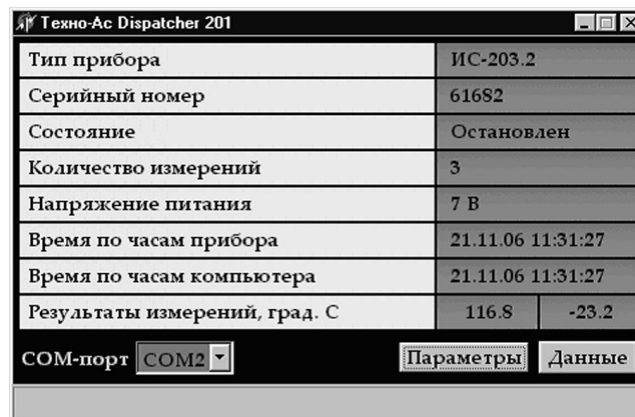 Техно-Ас Dispatcher 201
Тип прибора ИС-203.2
Серийный номер 61682
Состояние Остановлен
Количество измерений 3
Напряжение питания 7 В
Время по часам прибора 21.11.06 11:31:27
Время по часам компьютера 21.11.06 11:31:27
Результаты измерений, град. С 116.8 -23.2
COM-порт COM2 Параметры Данные